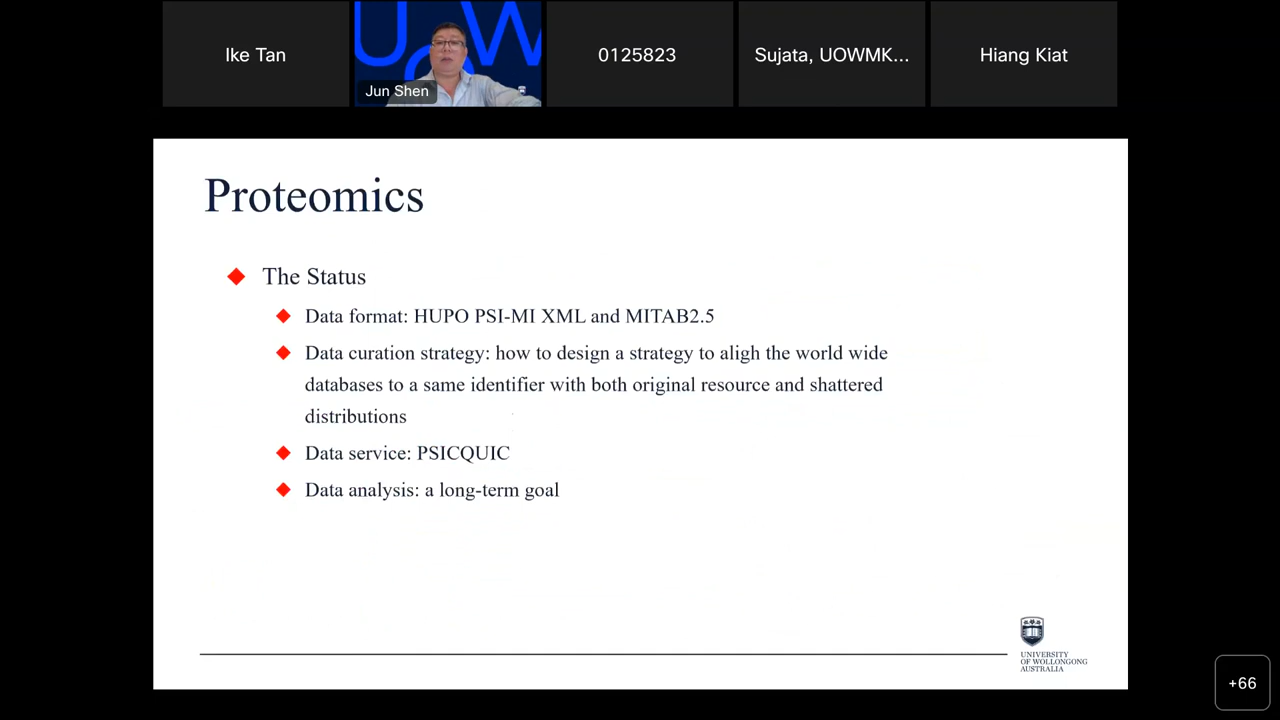 Ike Tan
Jun Shen
0125823
Sujata, UOWMK...
Hiang Kiat
Proteomics
The Status
Data format: HUPO PSI-MI XML and MITAB2.5
Data curation strategy: how to design a strategy to aligh the world wide
databases to a same identifier with both original resource and shattered
distributions
Data service: PSICQUIC
Data analysis: a long-term goal
UNIVERSITY
OF WOLLONGONG
AUSTRALIA
+66